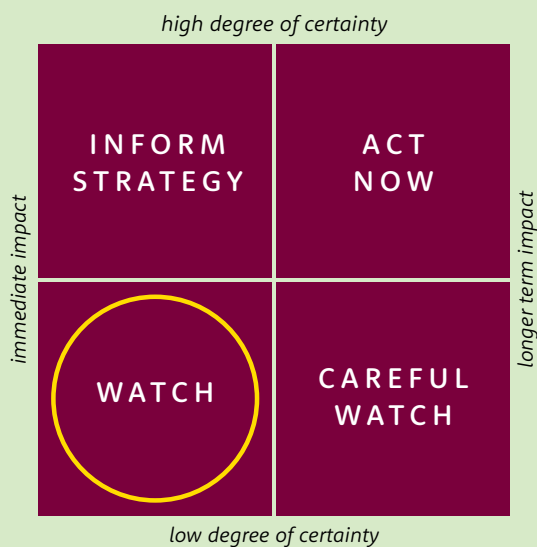 high degree of certainty
INFORM
STRATEGY
ACT
NOW
immediate impact
longer term impact
WATCH
CAREFUL
WATCH
low degree of certainty